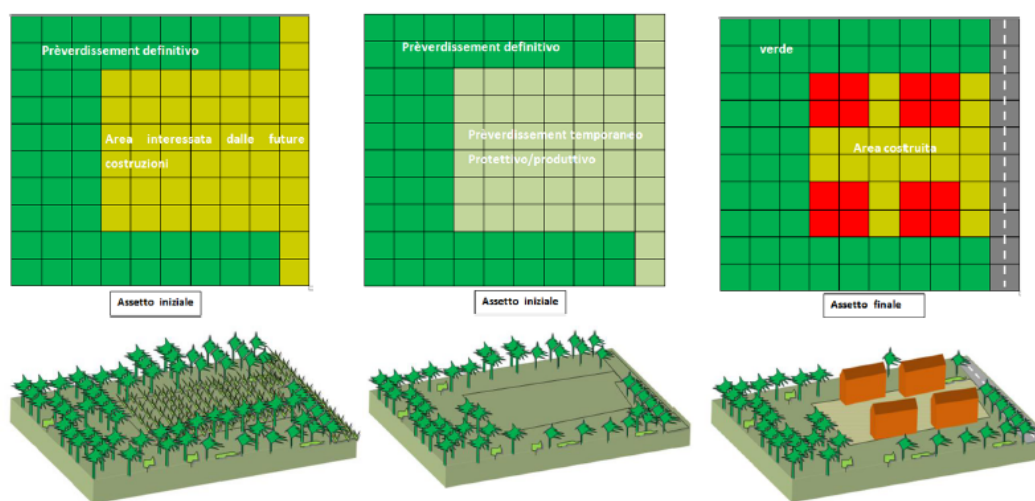 Prèverdissement definitivo
Area interessata dalle future
costruzioni
Assetto iniziale
Prèverdissement definitivo
Prèverdissement temporaneo
Protettivo/produttivo
Assetto iniziale
verde
Area costruita
Assetto finale